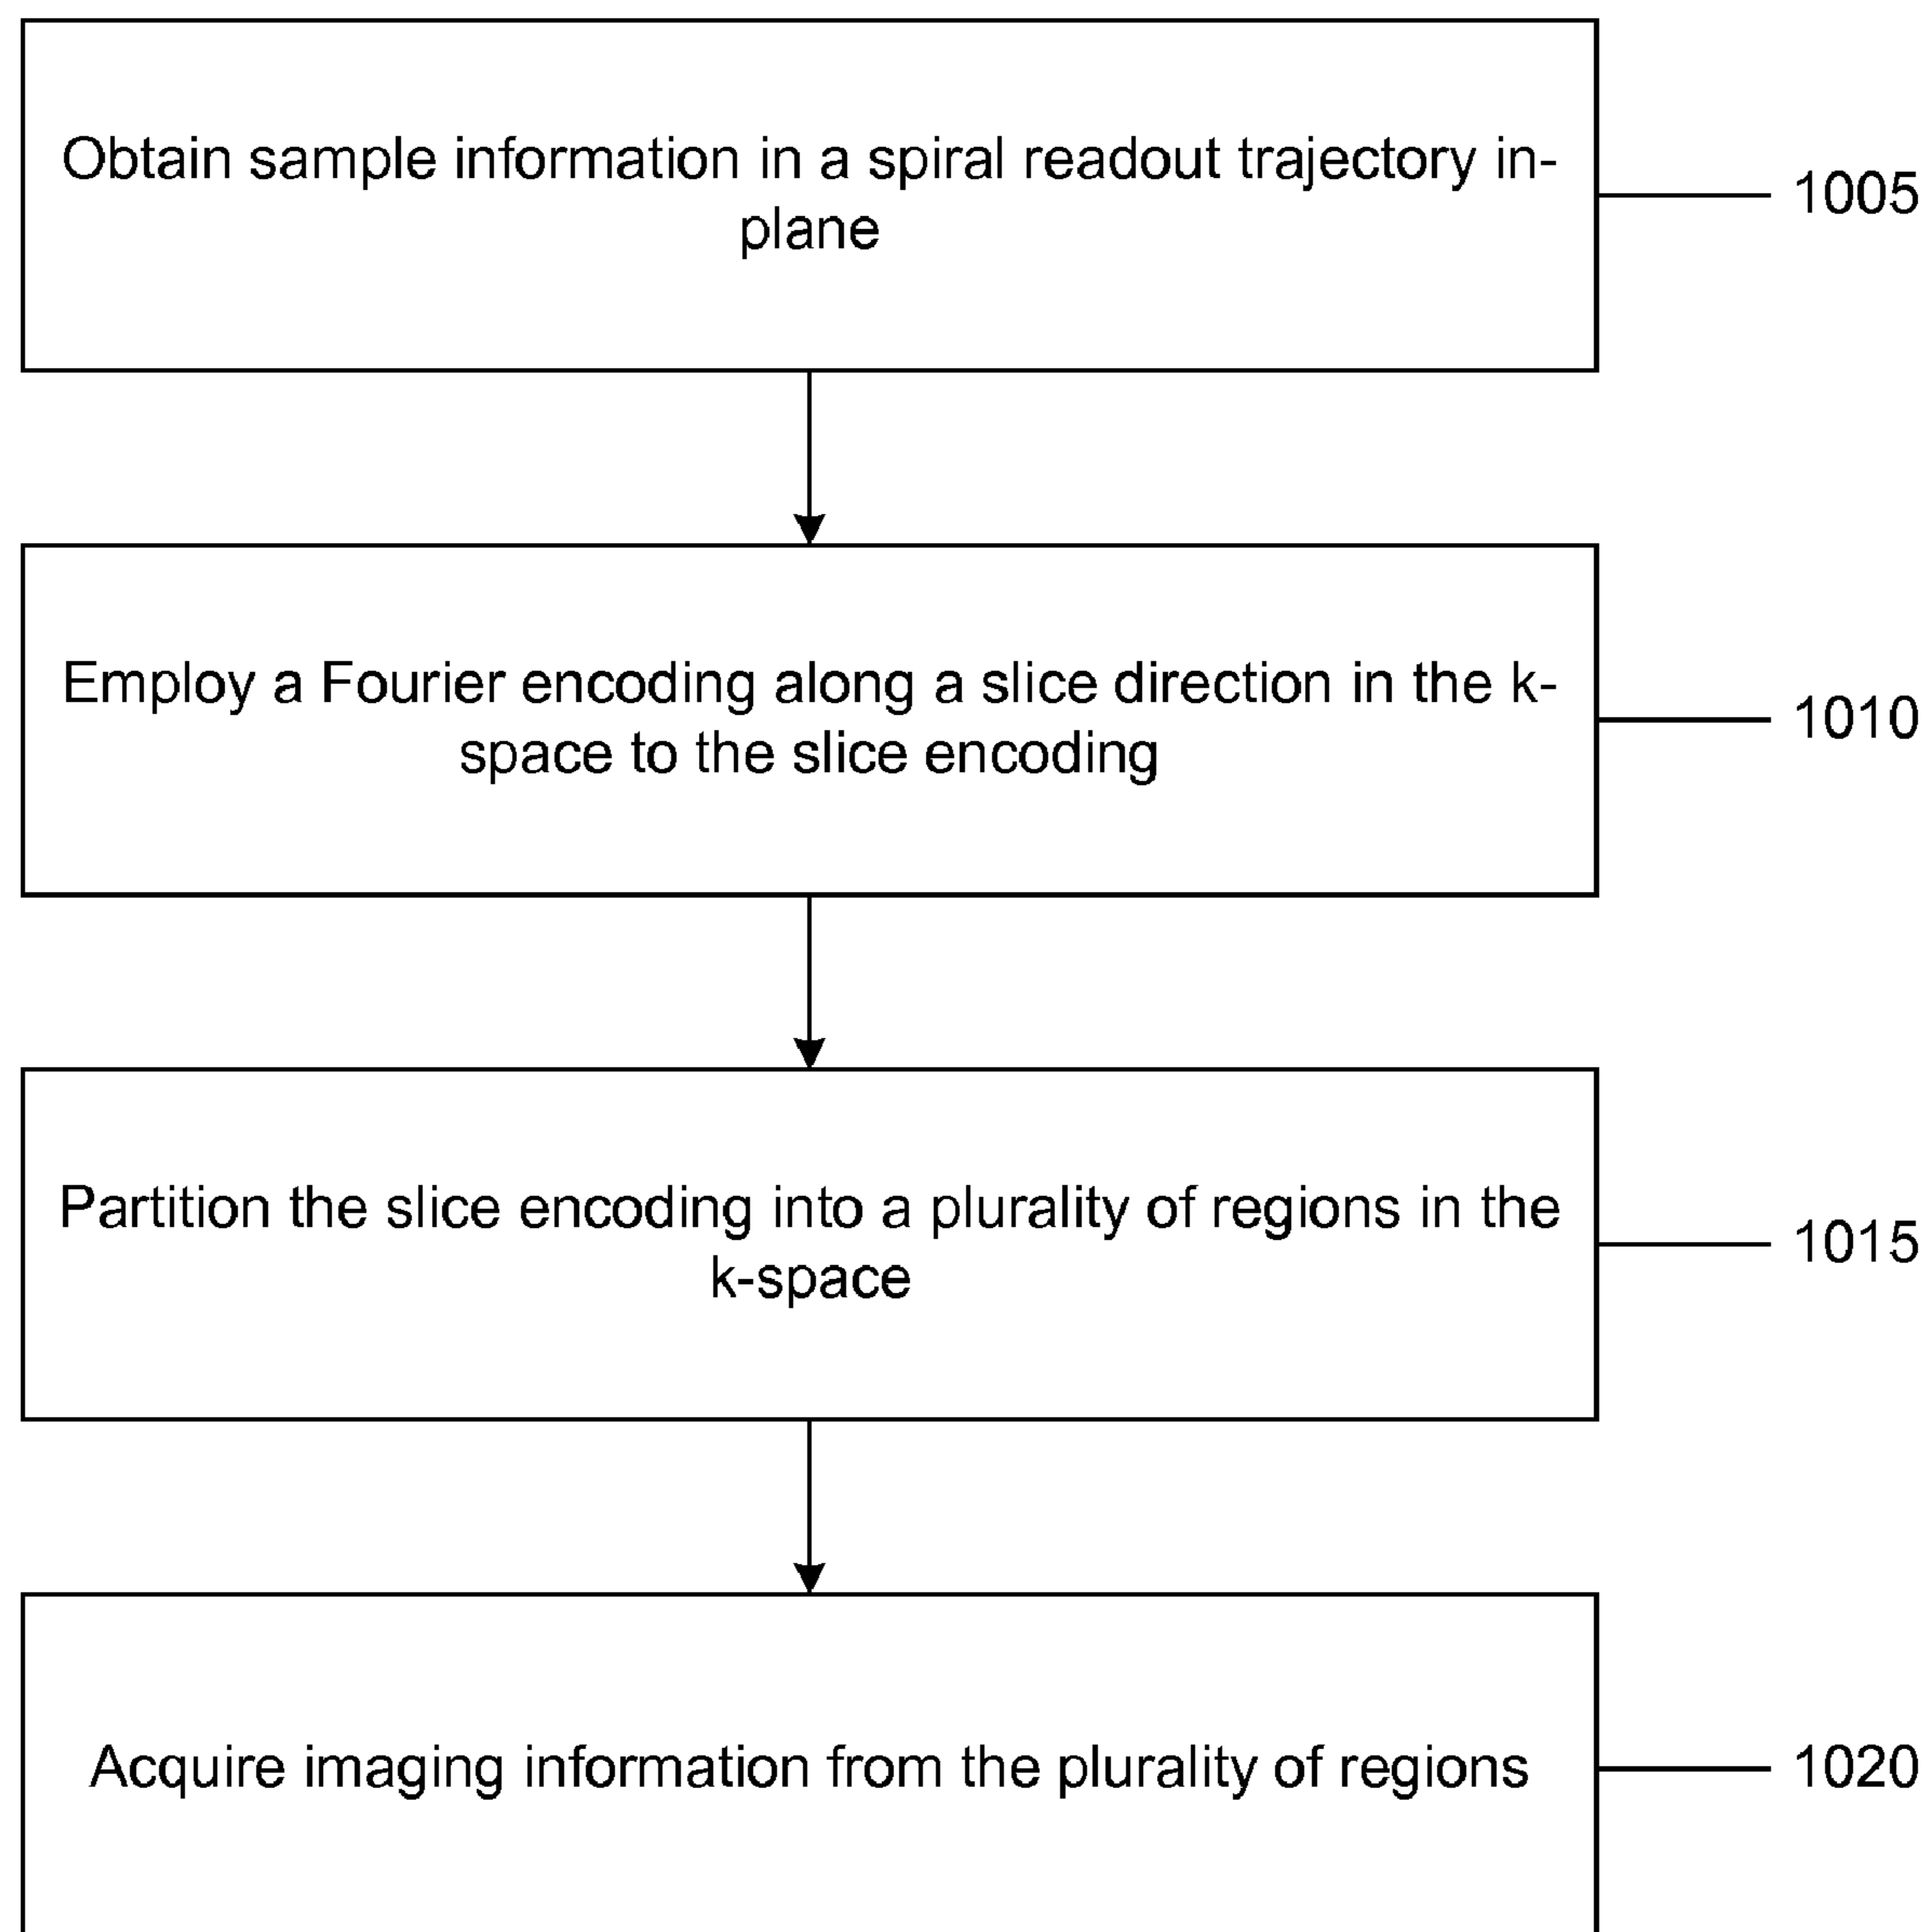 Obtain sample information in a spiral readout trajectory in-
plane
1005
Employ a Fourier encoding along a slice direction in the k-
space to the slice encoding
1010
Partition the slice encoding into a plurality of regions in the
k-space
1015
Acquire imaging information from the plurality of regions
1020